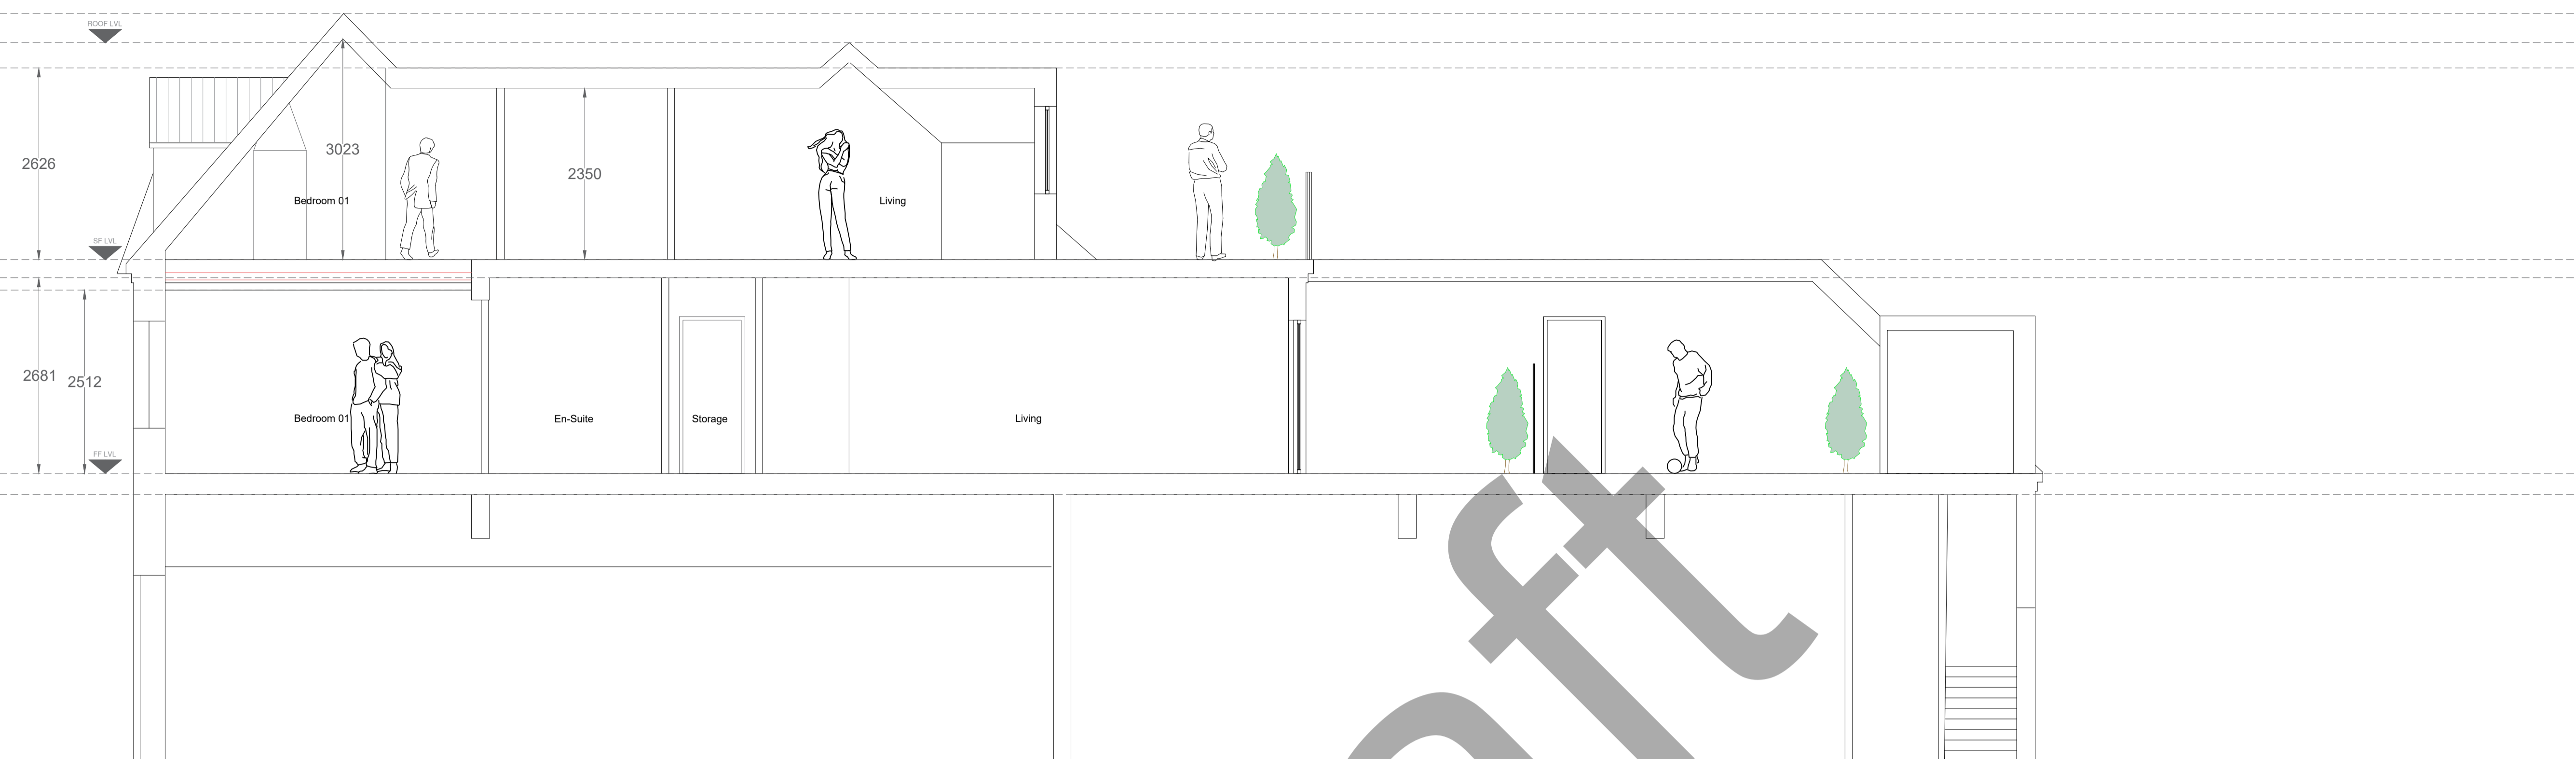 ROOF LVL
2626
3023
2350
Bedroom 01
Living
SF LVL
2681
2512
Bedroom 01
En-Suite
Storage
Living
FF LVL
ft